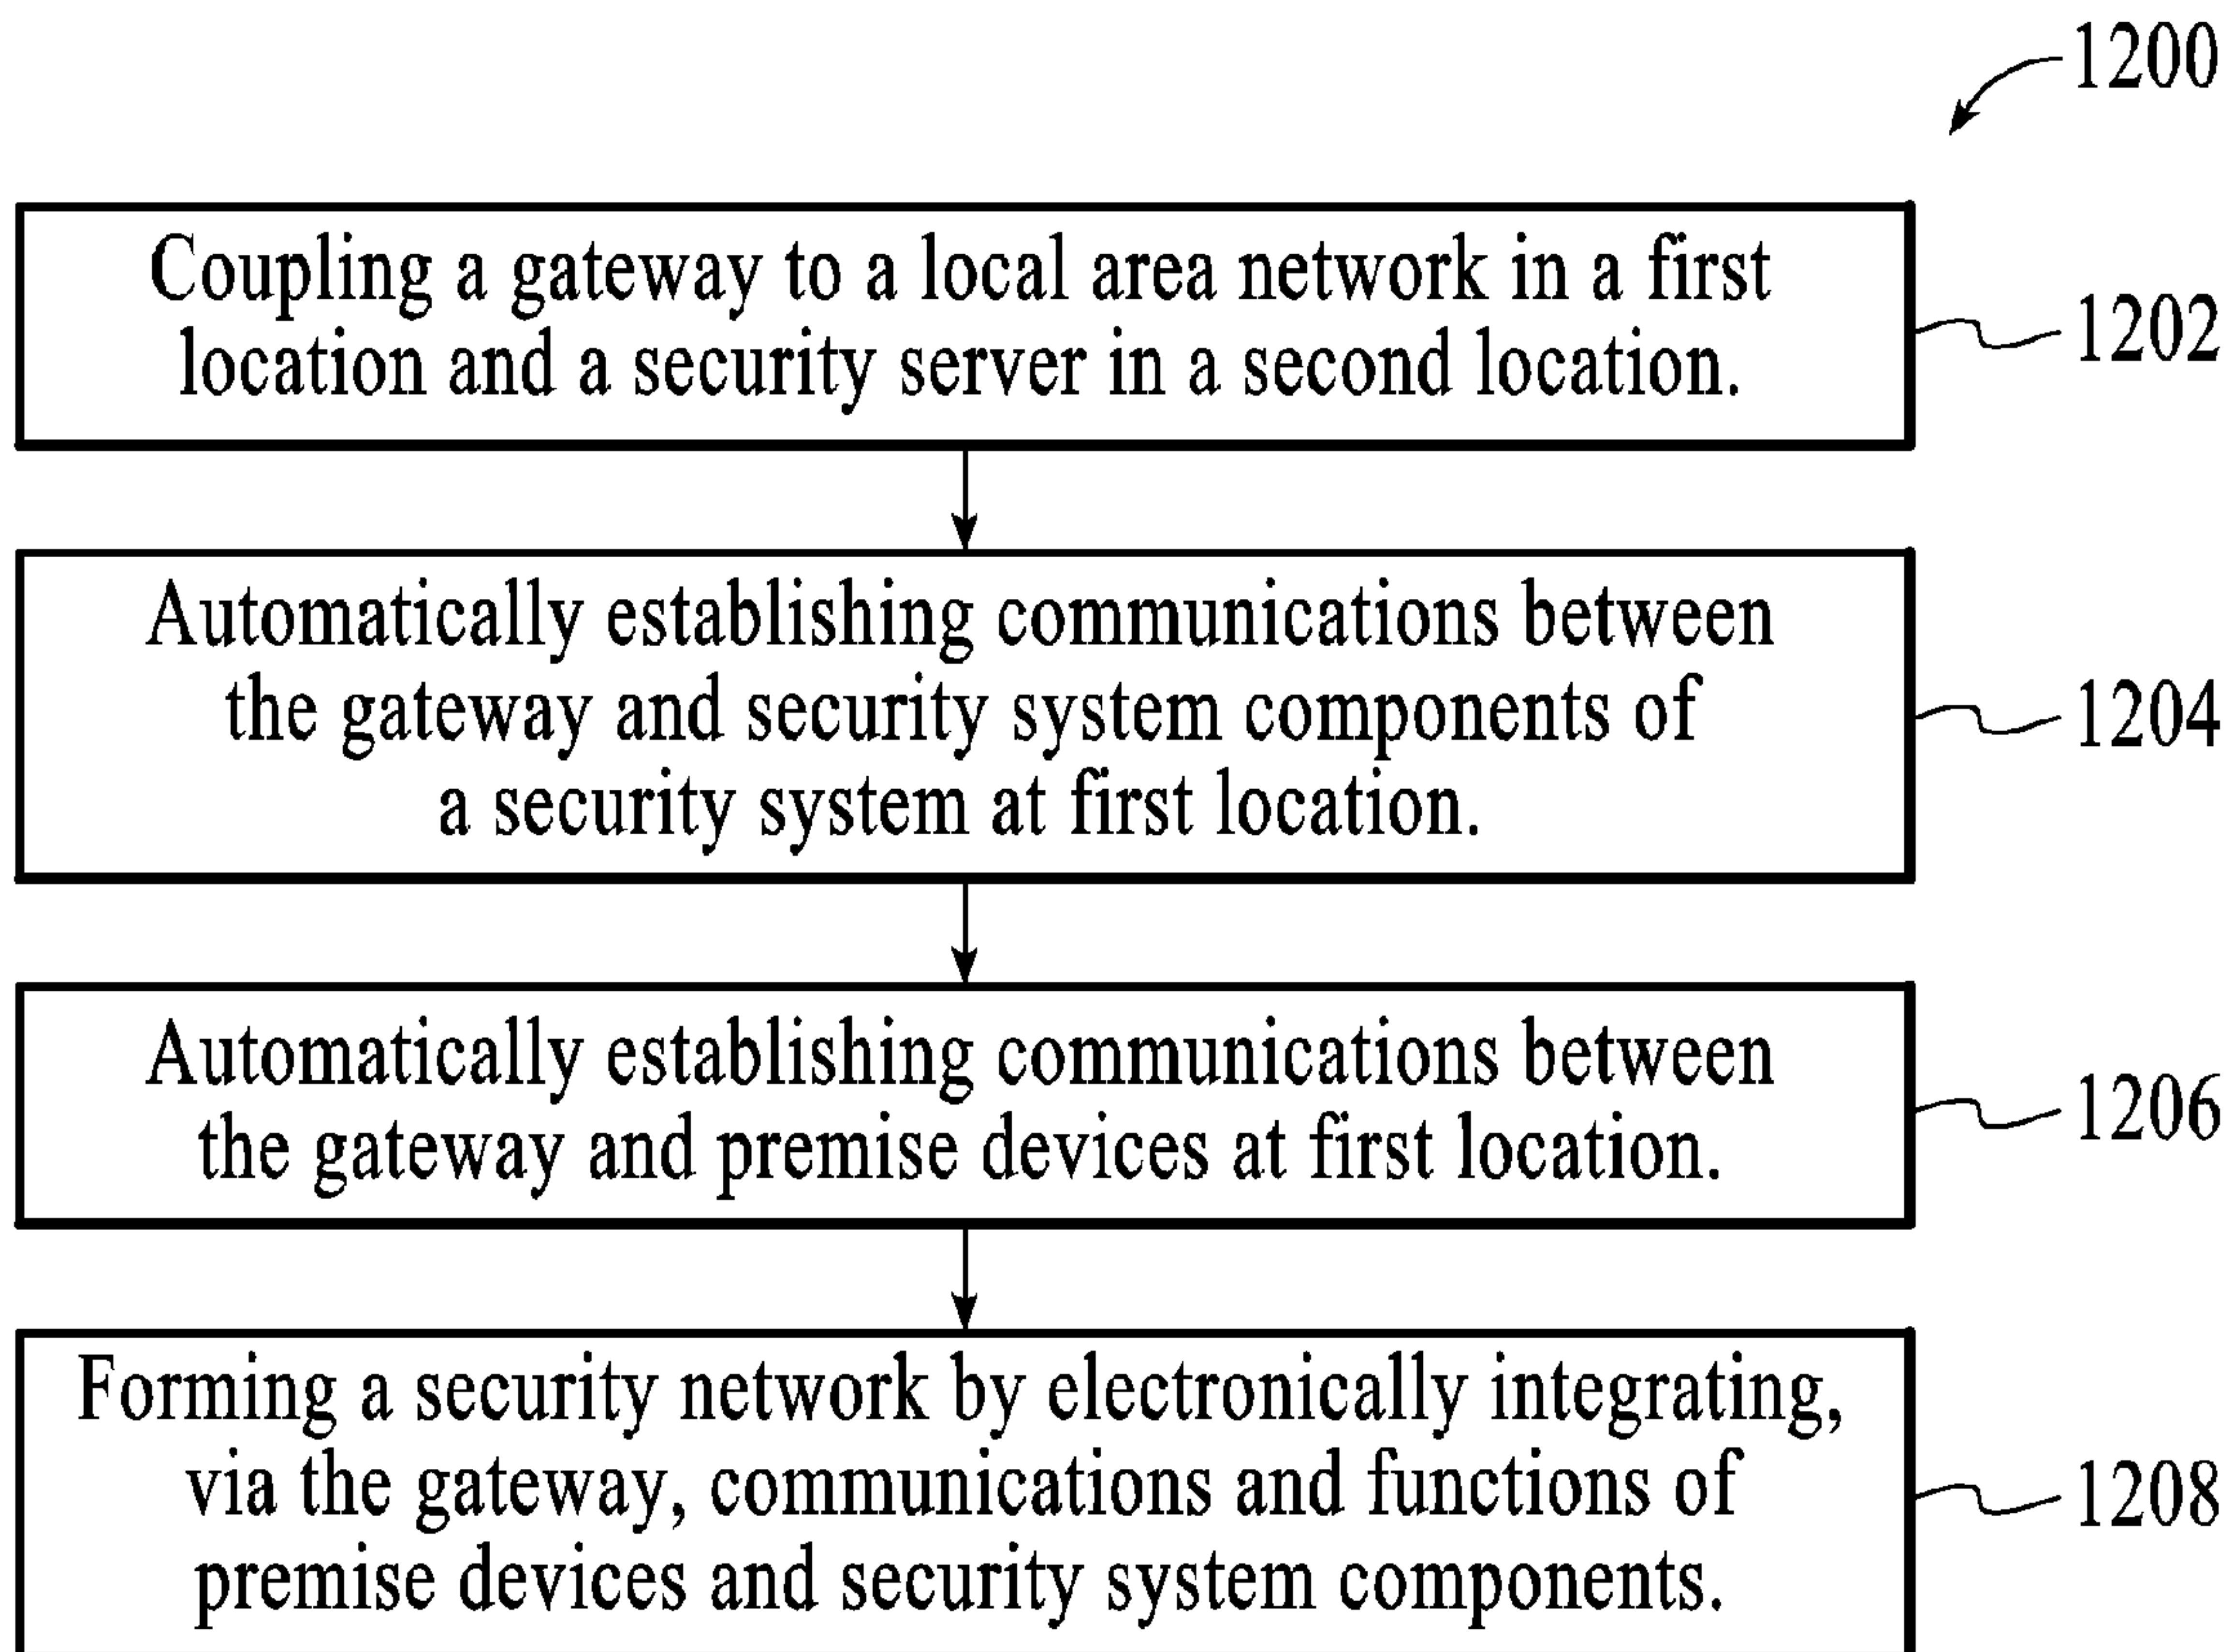 1200
Coupling a gateway to a local area network in a first
location and a security server in a second location.
1202
Automatically establishing communications between
the gateway and security system components of
a security system at first location.
1204
Automatically establishing communications between
the gateway and premise devices at first location.
1206
Forming a security network by electronically integrating,
via the gateway, communications and functions of
premise devices and security system components.
1208